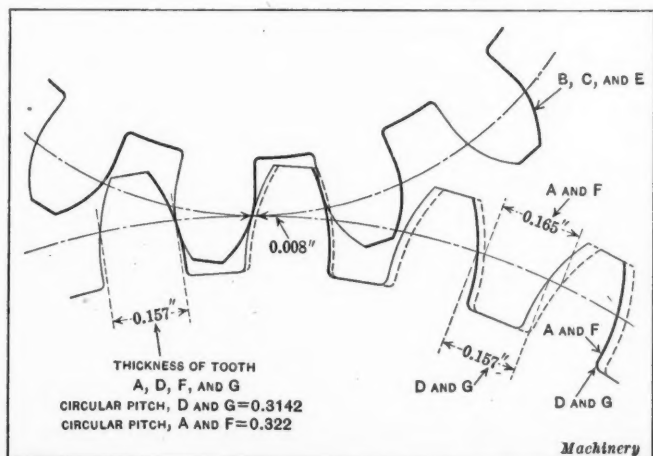 B, C, AND E
A AND F
0.165"
0.008"
0.157"
THICKNESS OF TOOTH
A, D, F, AND G
CIRCULAR PITCH, D AND G=0.3142
CIRCULAR PITCH, A AND F=0.322
0.157"
D AND G
A AND F
D AND G
Machinery